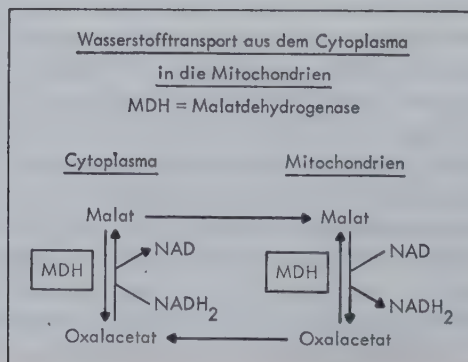 Wasserstofftransport aus dem Cytoplasma
in die Mitochondrien
MDH = Malatdehydrogenase
Cytoplasma
Mitochondrien
Malat
Malat
NAD
NAD
MDH
MDH
NADH2
NADH2
Oxalacetat
Oxalacetat